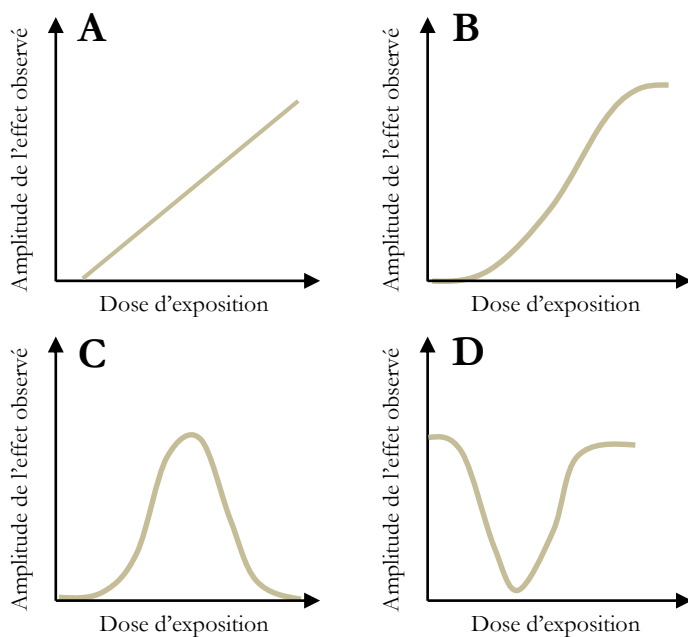 A
Amplitude de l'effet observé
Dose d'exposition
B
Amplitude de l'effet observé
Dose d'exposition
C
Amplitude de l'effet observé
Dose d'exposition
D
Amplitude de l'effet observé
Dose d'exposition